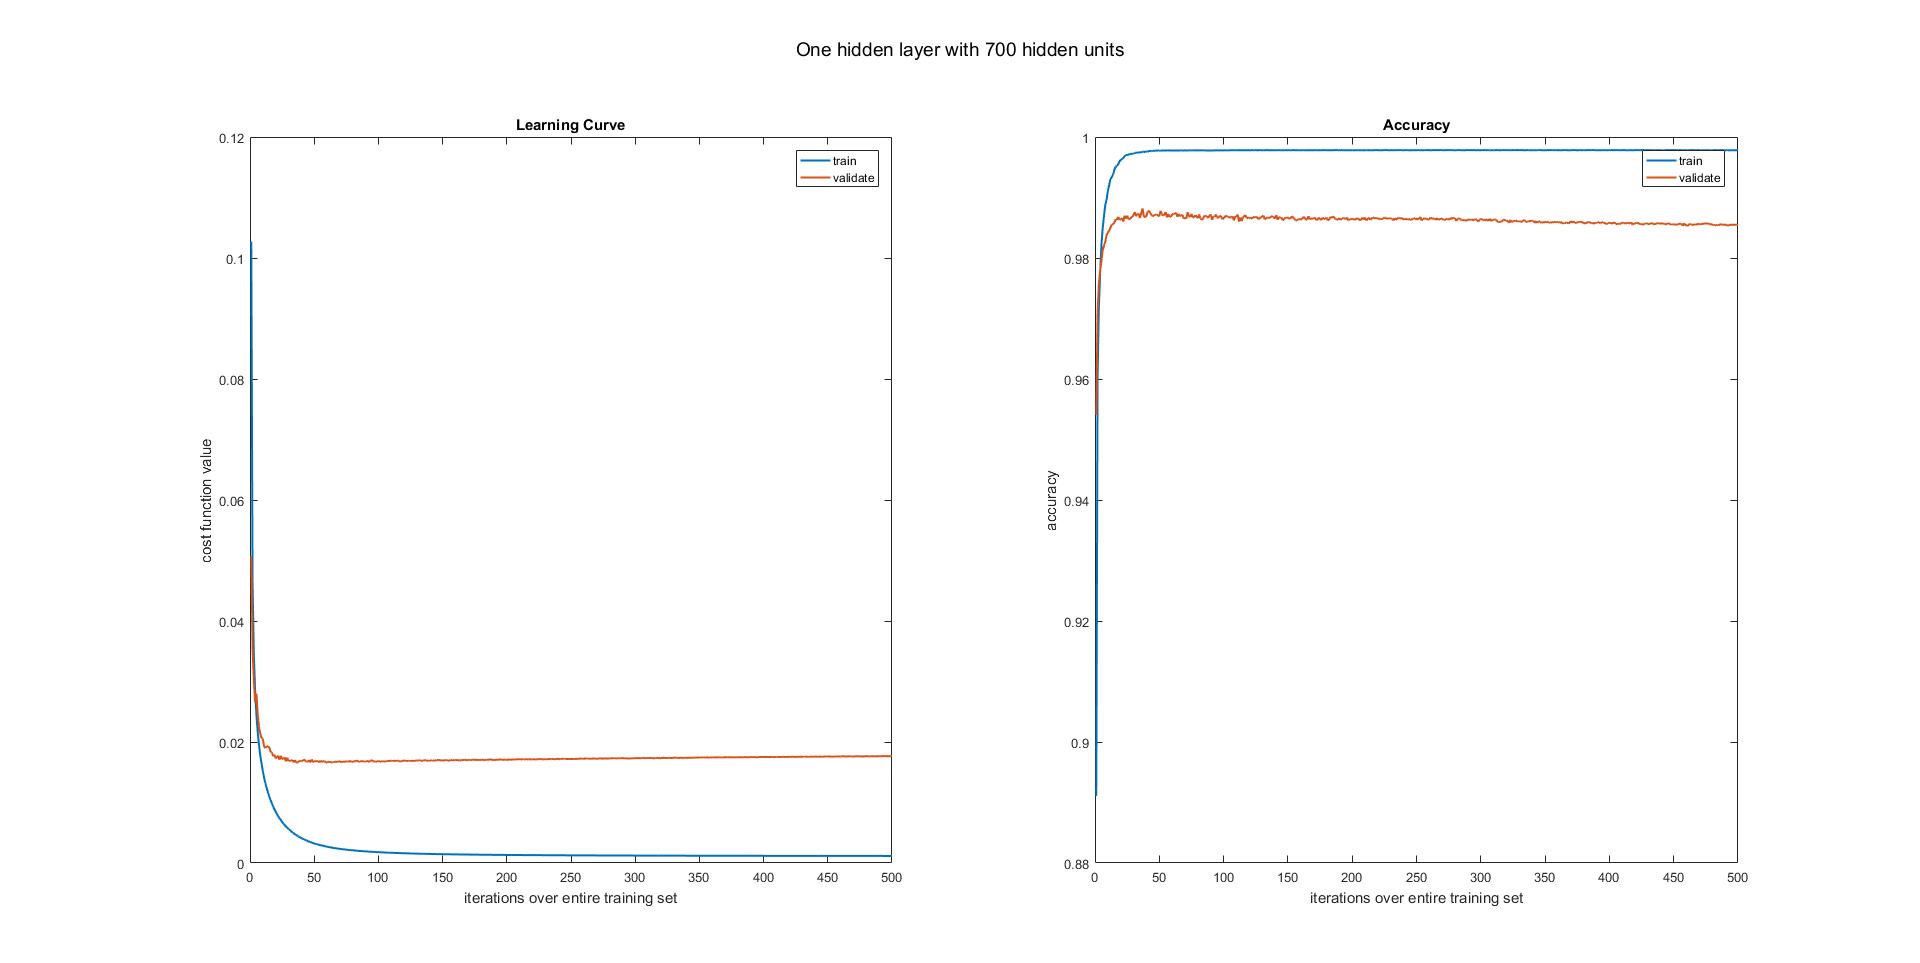 One hidden layer with 700 hidden units
Learning Curve
0.12
0.1
0.08
0.06
0.04
0.02
0
cost function value
train
validate
0 50 100 150 200 250 300 350 400 450 500
iterations over entire training set
Accuracy
1
0.98
0.96
0.94
0.92
0.9
0.88
accuracy
train
validate
0 50 100 150 200 250 300 350 400 450 500
iterations over entire training set